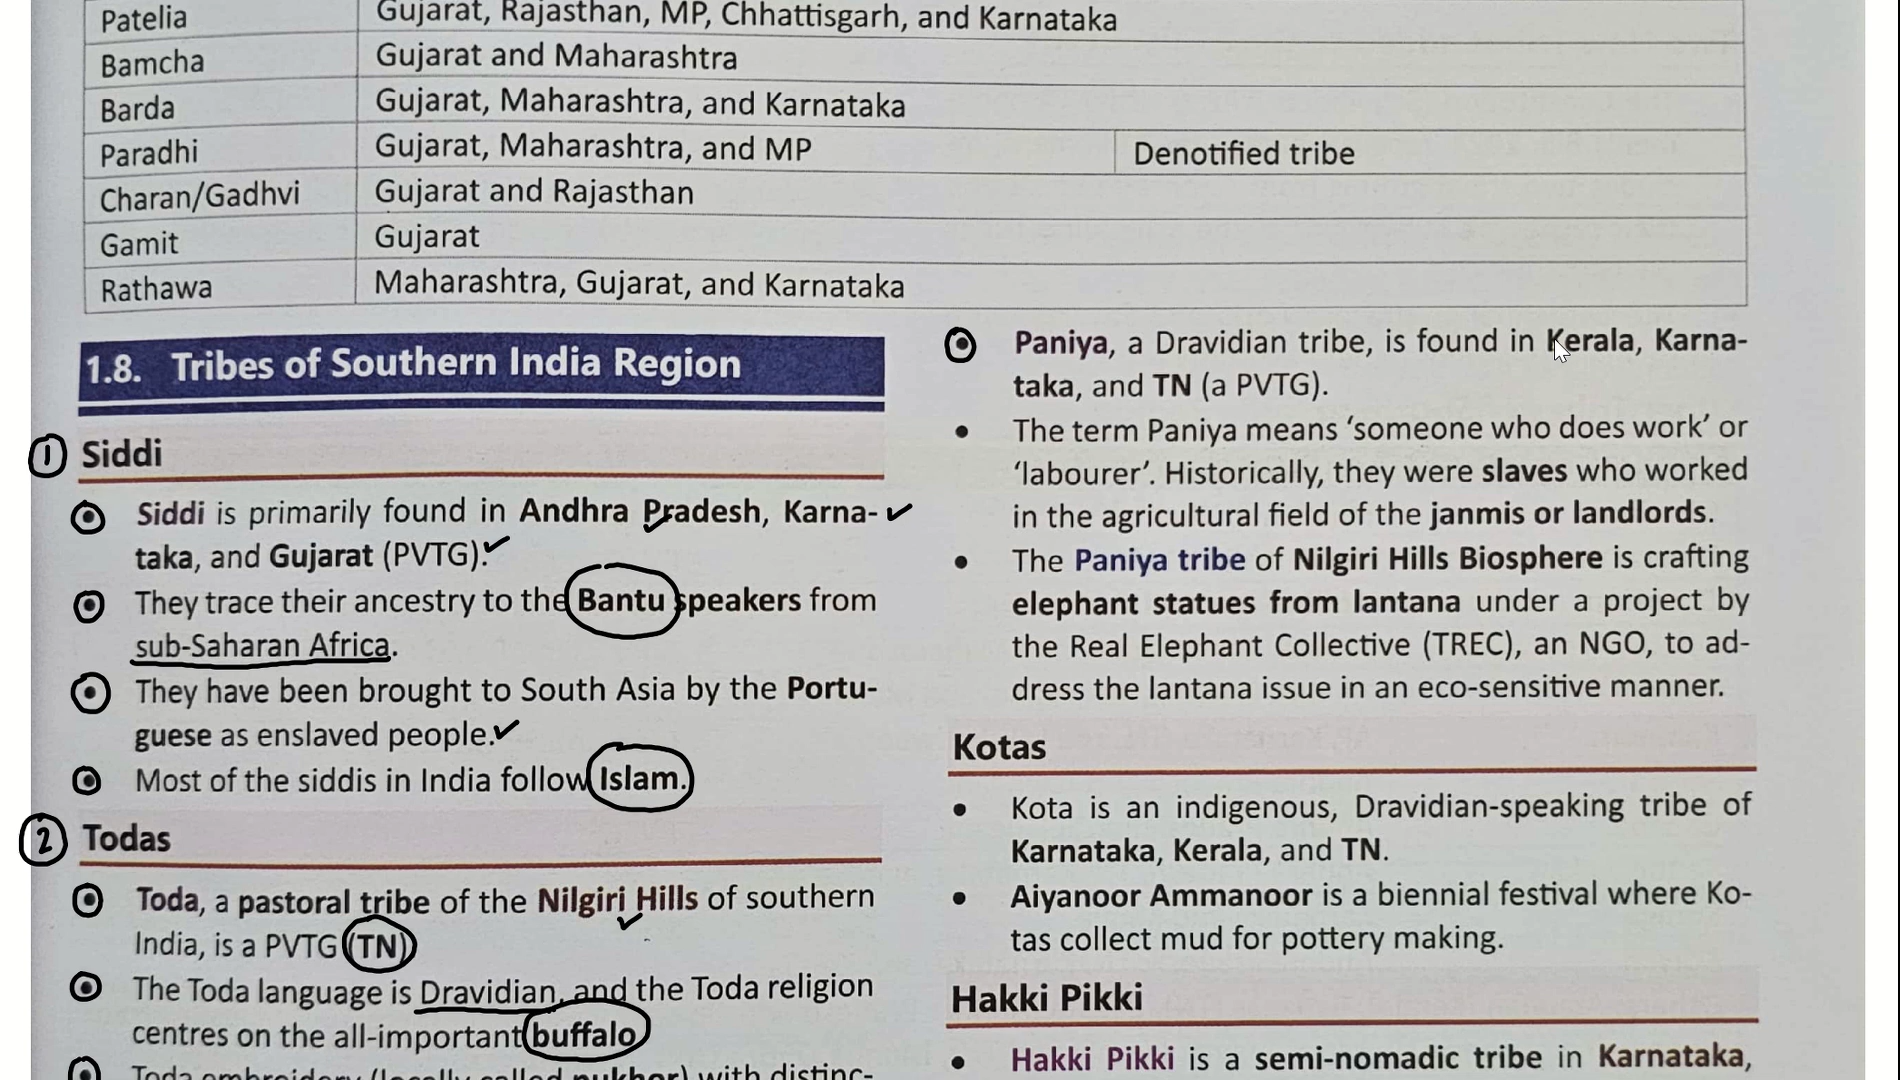 Patelia Gujarat, Rajasthan, MP, Chhattisgarh, and Karnataka
Bamcha Gujarat and Maharashtra
Barda Gujarat, Maharashtra, and Karnataka
Paradhi Gujarat, Maharashtra, and MP Denotified tribe
Charan/Gadhvi Gujarat and Rajasthan
Gamit Gujarat
Rathawa Maharashtra, Gujarat, and Karnataka
1.8. Tribes of Southern India Region
1 Siddi
Siddi is primarily found in Andhra Pradesh, Karna-
taka, and Gujarat (PVTG).
They trace their ancestry to the Bantu speakers from
sub-Saharan Africa.
They have been brought to South Asia by the Portu-
guese as enslaved people.
Most of the siddis in India follow Islam.
2 Todas
Toda, a pastoral tribe of the Nilgiri Hills of southern
India, is a PVTG (TN)
The Toda language is Dravidian, and the Toda religion
centres on the all-important buffalo
Toda embroidery (locally called pukhor) with distinc-
Paniya, a Dravidian tribe, is found in Kerala, Karna-
taka, and TN (a PVTG).
The term Paniya means ‘someone who does work’ or
‘labourer’. Historically, they were slaves who worked
in the agricultural field of the janmis or landlords.
The Paniya tribe of Nilgiri Hills Biosphere is crafting
elephant statues from lantana under a project by
the Real Elephant Collective (TREC), an NGO, to ad-
dress the lantana issue in an eco-sensitive manner.
Kotas
Kota is an indigenous, Dravidian-speaking tribe of
Karnataka, Kerala, and TN.
Aiyanoor Ammanoor is a biennial festival where Ko-
tas collect mud for pottery making.
Hakki Pikki
Hakki Pikki is a semi-nomadic tribe in Karnataka,